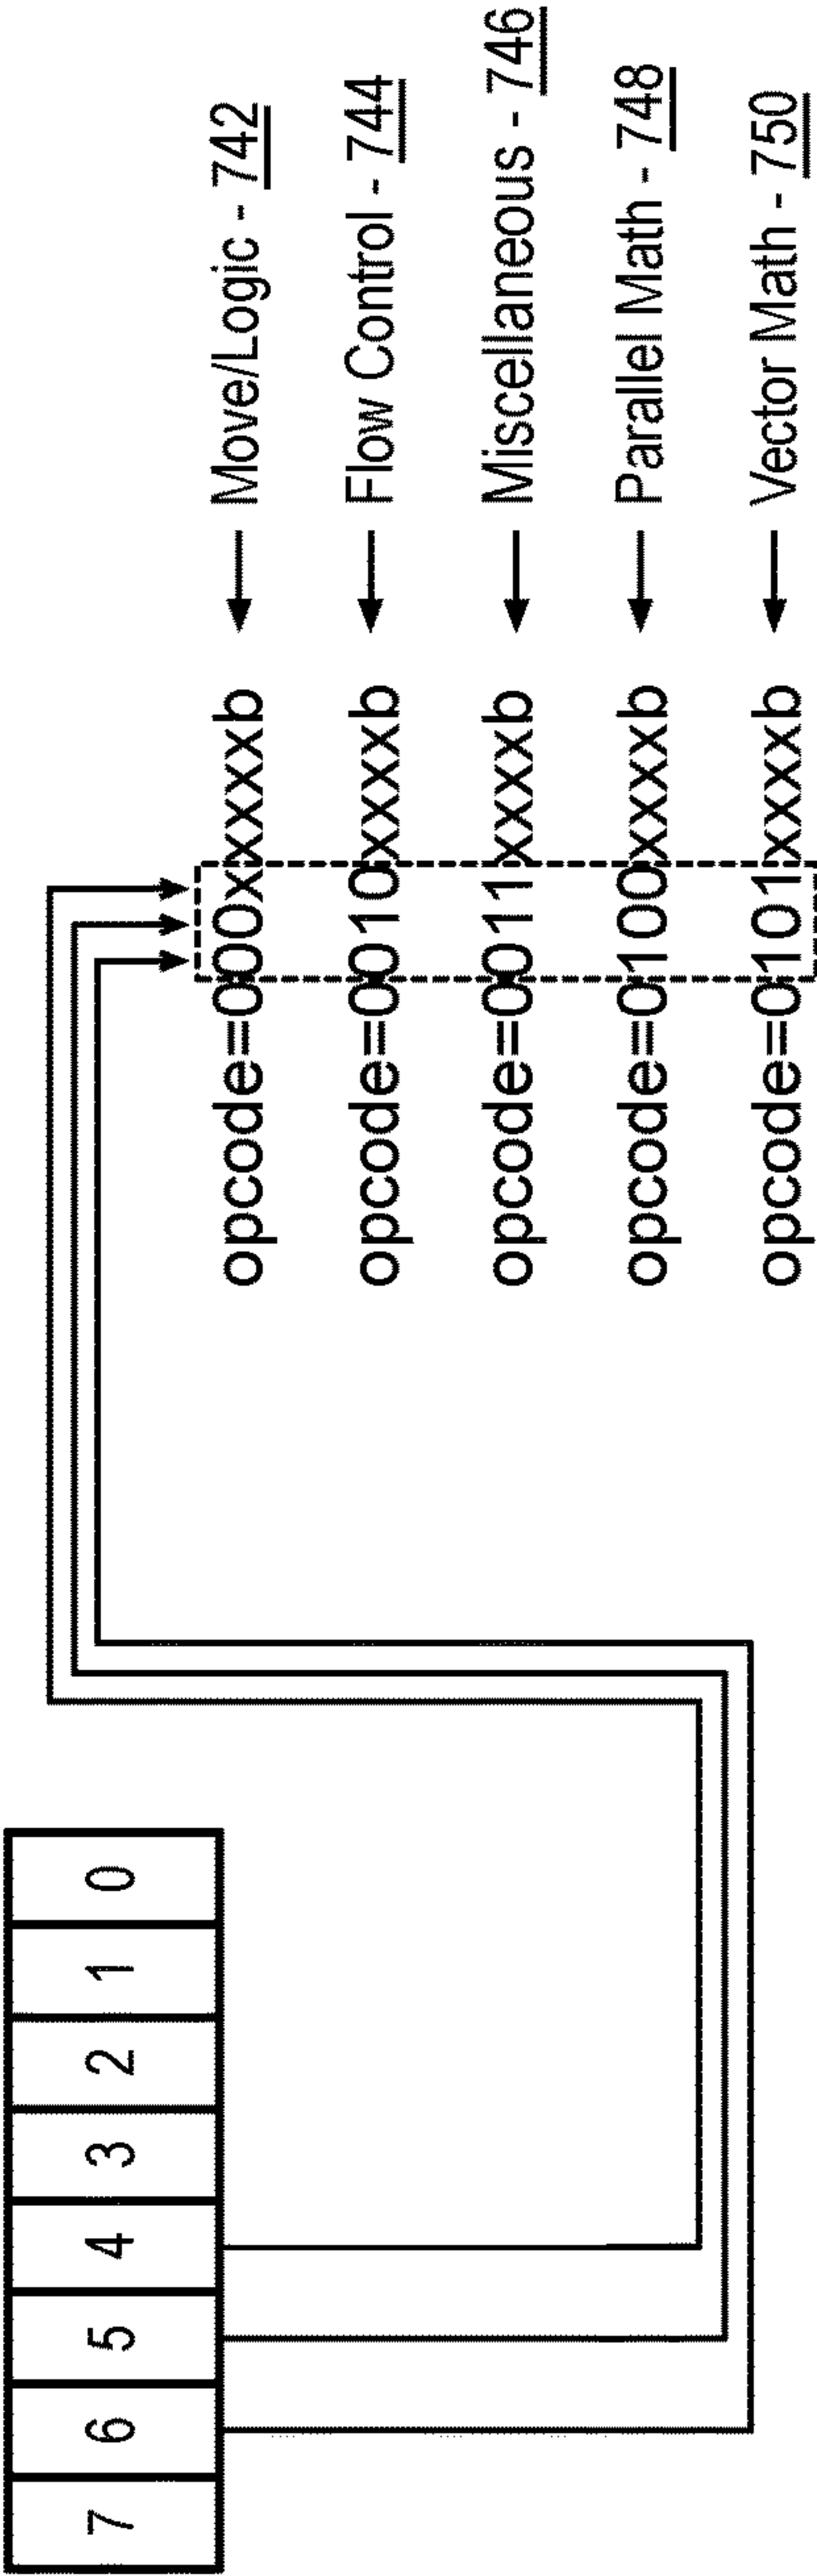 7 6 5 4 3 2 1 0
opcode=000xxxxxb Move/Logic - 742
opcode=0010xxxxb Flow Control - 744
opcode=0011xxxxb Miscellaneous - 746
opcode=0100xxxxb Parallel Math - 748
opcode=0101xxxxb Vector Math - 750